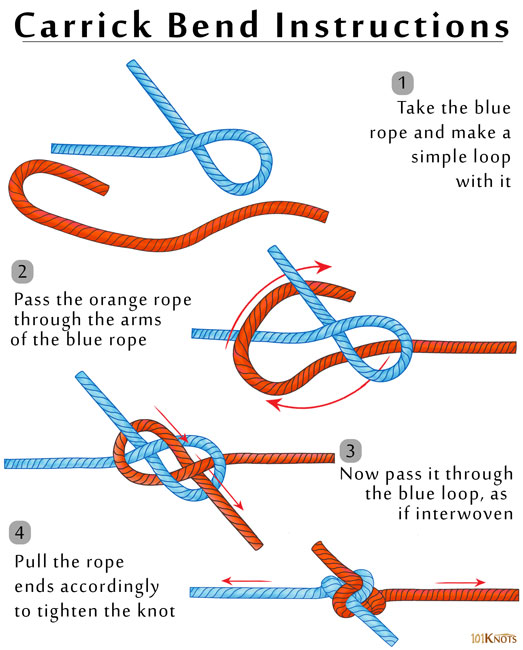 Carrick Bend Instructions
1
Take the blue
rope and make a
simple loop
with it
2
Pass the orange rope
through the arms
of the blue rope
3
Now pass it through
the blue loop, as
if interwoven
4
Pull the rope
ends accordingly
to tighten the knot
101KNOTS